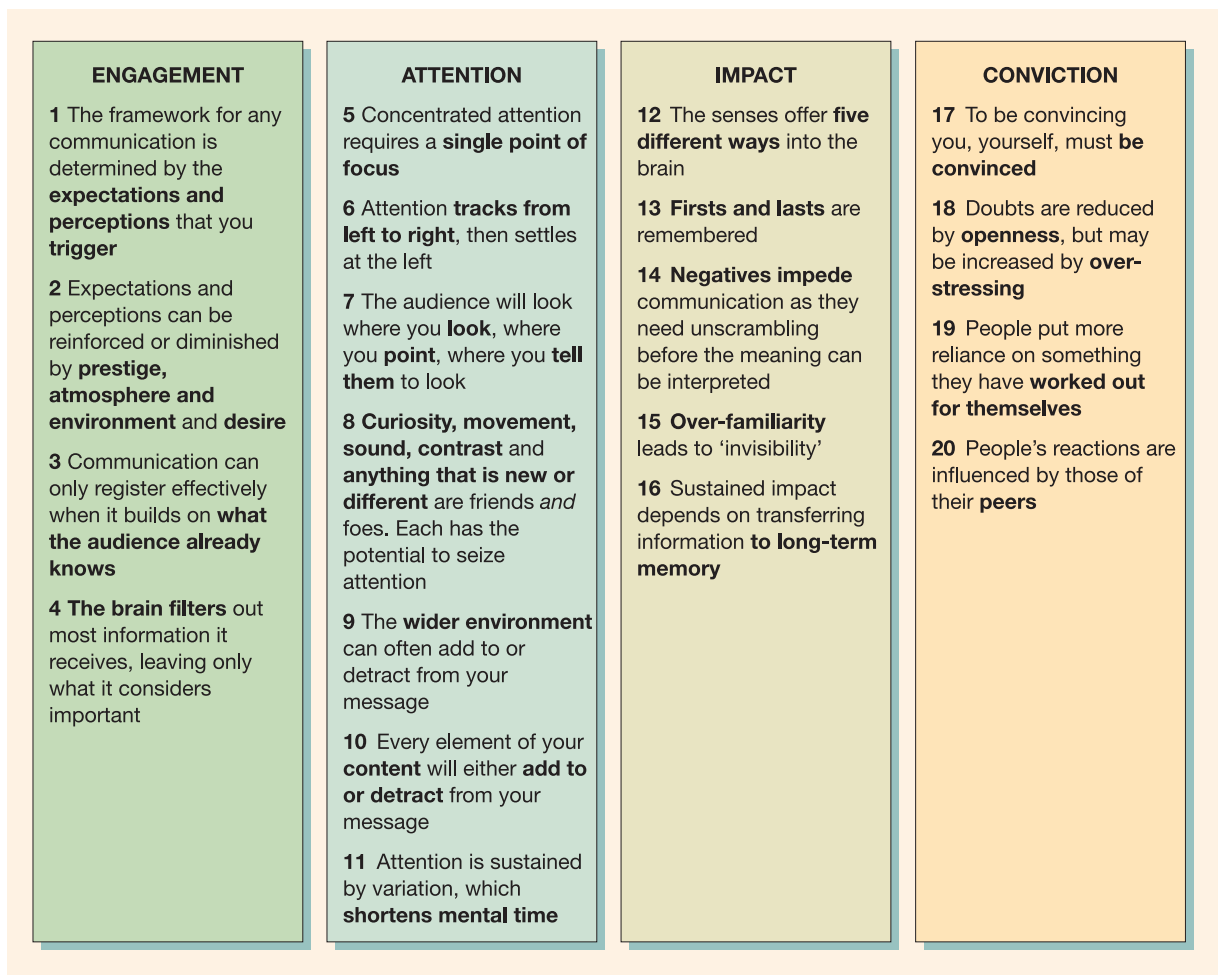 ENGAGEMENT
1 The framework for any
communication is
determined by the
expectations and
perceptions that you
trigger
2 Expectations and
perceptions can be
reinforced or diminished
by prestige,
atmosphere and
environment and desire
3 Communication can
only register effectively
when it builds on what
the audience already
knows
4 The brain filters out
most information it
receives, leaving only
what it considers
important
ATTENTION
5 Concentrated attention
requires a single point of
focus
6 Attention tracks from
left to right, then settles
at the left
7 The audience will look
where you look, where
you point, where you tell
them to look
8 Curiosity, movement,
sound, contrast and
anything that is new or
different are friends and
foes. Each has the
potential to seize
attention
9 The wider environment
can often add to or
detract from your
message
10 Every element of your
content will either add to
or detract from your
message
11 Attention is sustained
by variation, which
shortens mental time
IMPACT
12 The senses offer five
different ways into the
brain
13 Firsts and lasts are
remembered
14 Negatives impede
communication as they
need unscrambling
before the meaning can
be interpreted
15 Over-familiarity
leads to ‘invisibility’
16 Sustained impact
depends on transferring
information to long-term
memory
CONVICTION
17 To be convincing
you, yourself, must be
convinced
18 Doubts are reduced
by openness, but may
be increased by over-
stressing
19 People put more
reliance on something
they have worked out
for themselves
20 People’s reactions are
influenced by those of
their peers